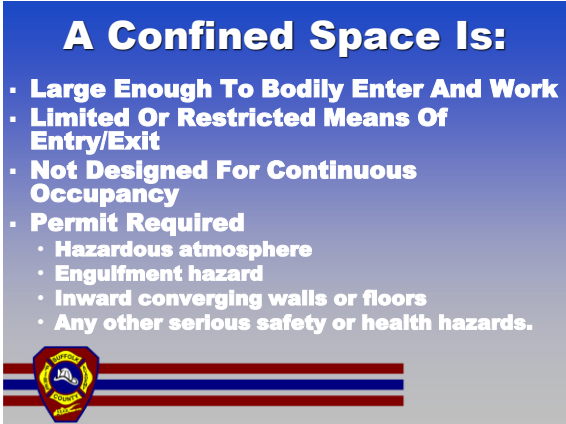 A Confined Space Is:
▪ Large Enough To Bodily Enter And Work
▪ Limited Or Restricted Means Of
Entry/Exit
▪ Not Designed For Continuous
Occupancy
▪ Permit Required
• Hazardous atmosphere
• Engulfment hazard
• Inward converging walls or floors
• Any other serious safety or health hazards.
SUFFOLK
COUNTY